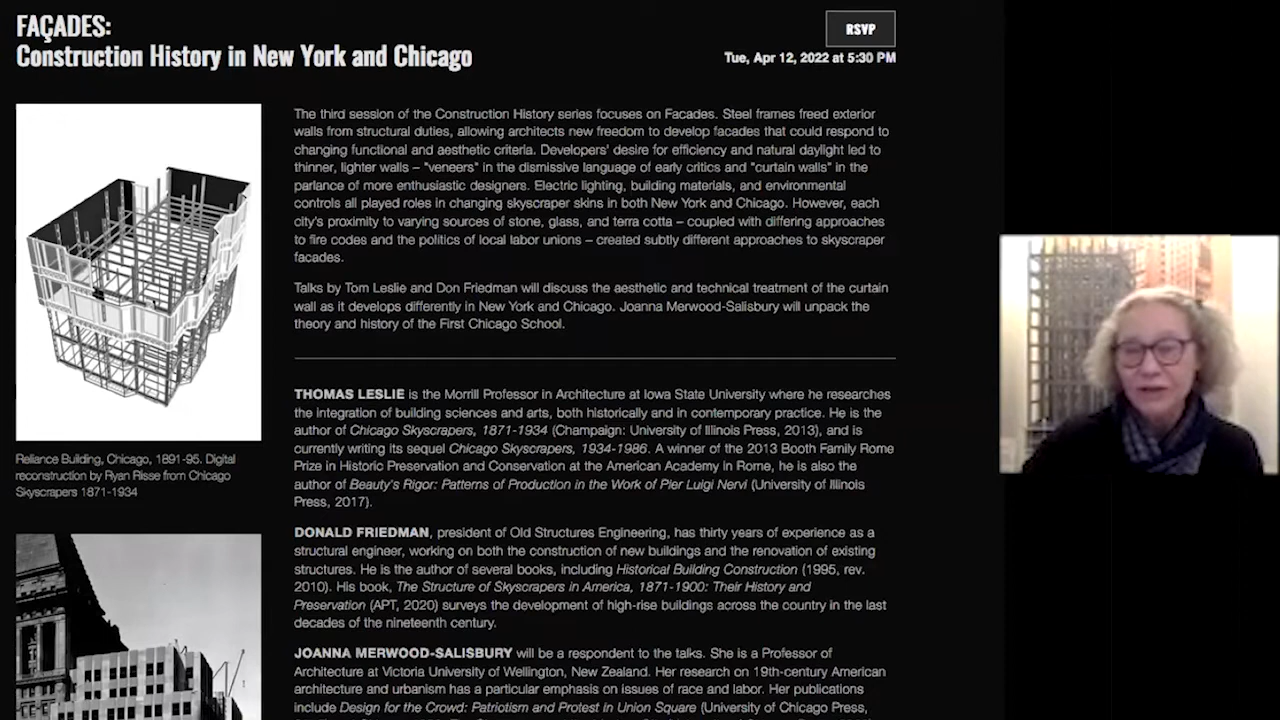 FAÇADES:
Construction History in New York and Chicago
RSVP
Tue, Apr 12, 2022 at 5:30 PM
The third session of the Construction History series focuses on Facades. Steel frames freed exterior
walls from structural duties, allowing architects new freedom to develop facades that could respond to
changing functional and aesthetic criteria. Developers' desire for efficiency and natural daylight led to
thinner, lighter walls – "veneers" in the dismissive language of early critics and "curtain walls" in the
parlance of more enthusiastic designers. Electric lighting, building materials, and environmental
controls all played roles in changing skyscraper skins in both New York and Chicago. However, each
city's proximity to varying sources of stone, glass, and terra cotta – coupled with differing approaches
to fire codes and the politics of local labor unions – created subtly different approaches to skyscraper
facades.
Talks by Tom Leslie and Don Friedman will discuss the aesthetic and technical treatment of the curtain
wall as it develops differently in New York and Chicago. Joanna Merwood-Salisbury will unpack the
theory and history of the First Chicago School.
Reliance Building, Chicago, 1891-95. Digital
reconstruction by Ryan Risse from Chicago
Skyscrapers 1871-1934
THOMAS LESLIE is the Morrill Professor in Architecture at Iowa State University where he researches
the integration of building sciences and arts, both historically and in contemporary practice. He is the
author of Chicago Skyscrapers, 1871-1934 (Champaign: University of Illinois Press, 2013), and is
currently writing its sequel Chicago Skyscrapers, 1934-1986. A winner of the 2013 Booth Family Rome
Prize in Historic Preservation and Conservation at the American Academy in Rome, he is also the
author of Beauty's Rigor: Patterns of Production in the Work of Pier Luigi Nervi (University of Illinois
Press, 2017).
DONALD FRIEDMAN, president of Old Structures Engineering, has thirty years of experience as a
structural engineer, working on both the construction of new buildings and the renovation of existing
structures. He is the author of several books, including Historical Building Construction (1995, rev.
2010). His book, The Structure of Skyscrapers in America, 1871-1900: Their History and
Preservation (APT, 2020) surveys the development of high-rise buildings across the country in the last
decades of the nineteenth century.
JOANNA MERWOOD-SALISBURY will be a respondent to the talks. She is a Professor of
Architecture at Victoria University of Wellington, New Zealand. Her research on 19th-century American
architecture and urbanism has a particular emphasis on issues of race and labor. Her publications
include Design for the Crowd: Patriotism and Protest in Union Square (University of Chicago Press,